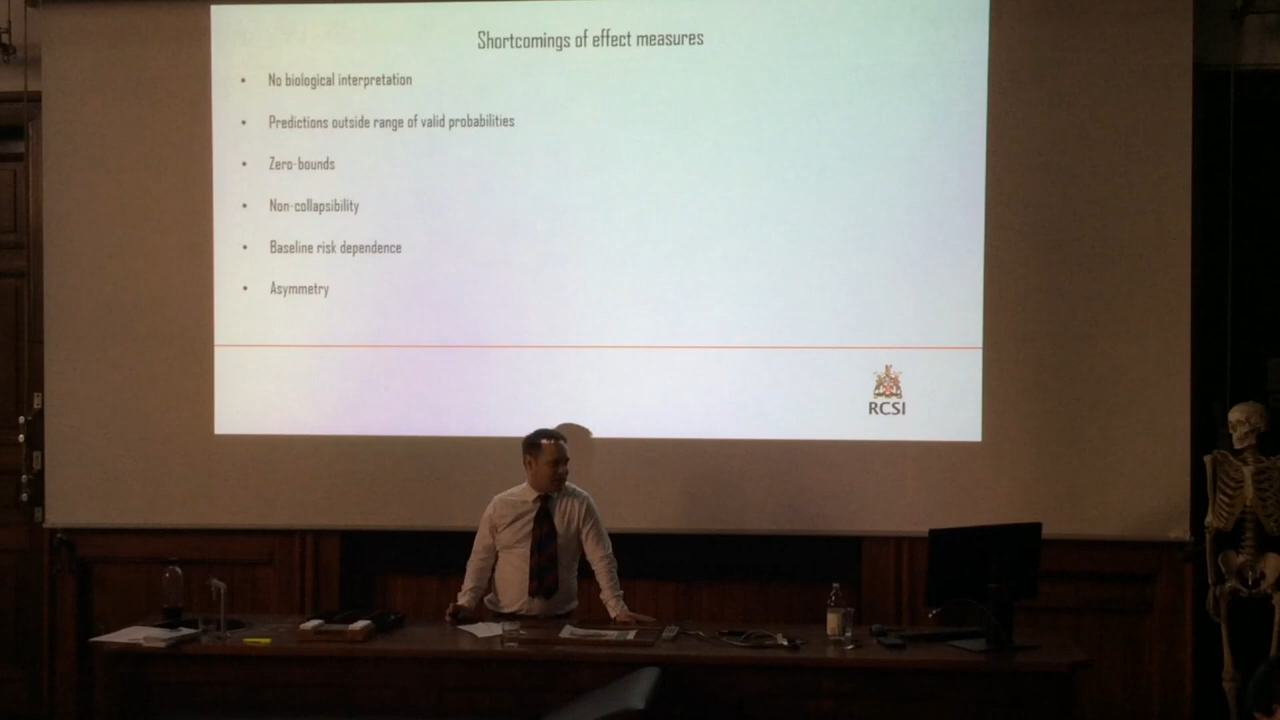 Shortcomings of effect measures
• No biological interpretation
• Predictions outside range of valid probabilities
• Zero-bounds
• Non-collapsibility
• Baseline risk dependence
• Asymmetry
RCSI